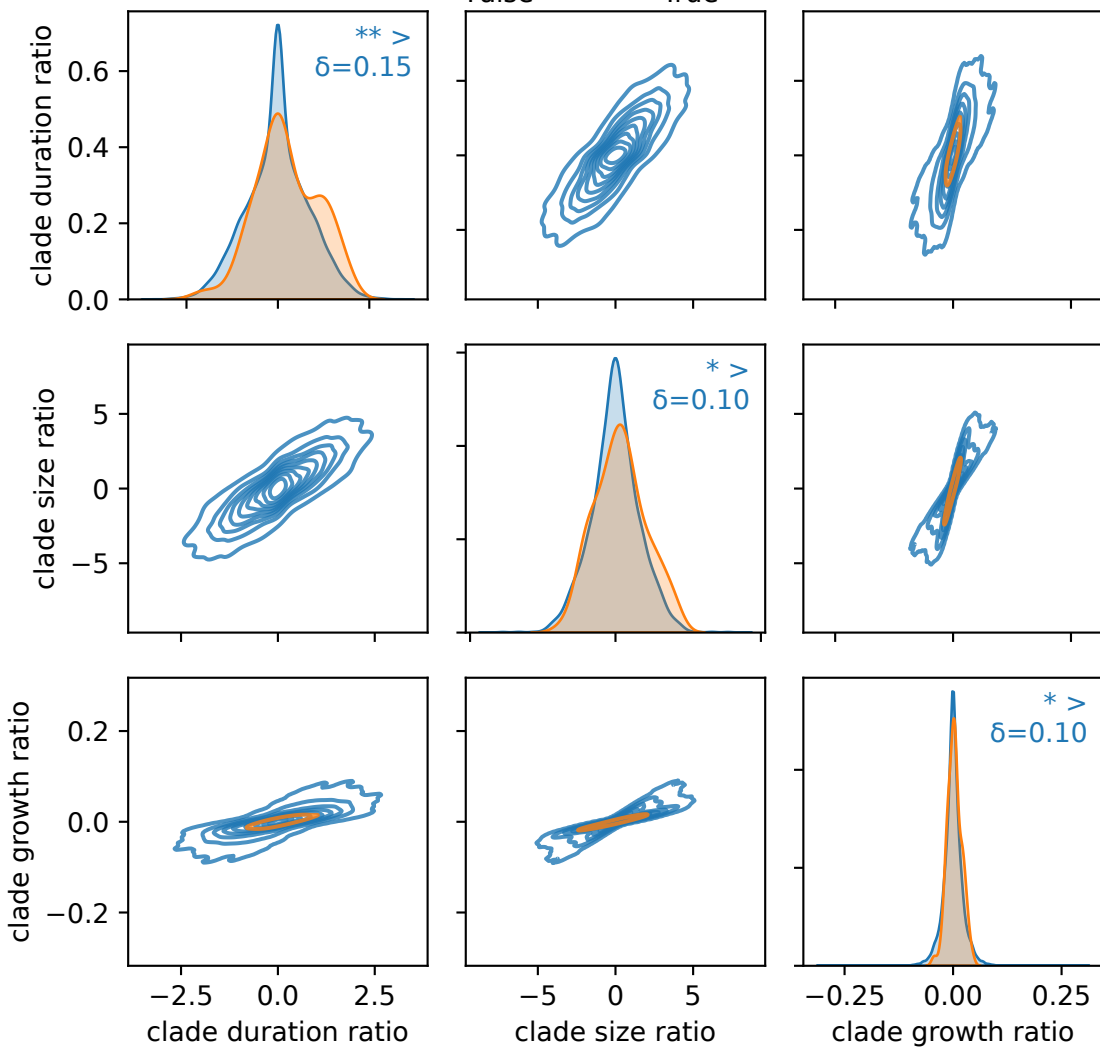 clade duration ratio
0.6
0.4
0.2
0.0
** >
δ=0.15
clade size ratio
5
0
−5
* >
δ=0.10
clade growth ratio
0.2
0.0
−0.2
* >
δ=0.10
−2.5 0.0 2.5
clade duration ratio
−5 0 5
clade size ratio
−0.25 0.00 0.25
clade growth ratio